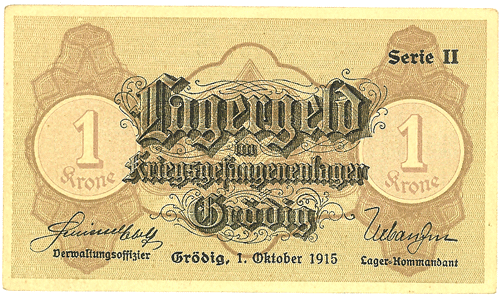 Serie II
Lagergeld
im
Kriegsgefangenenlager
Grödig
1 Krone
1 Krone
Verwaltungsoffizier
Grödig, 1. Oktober 1915
Lager-Kommandant